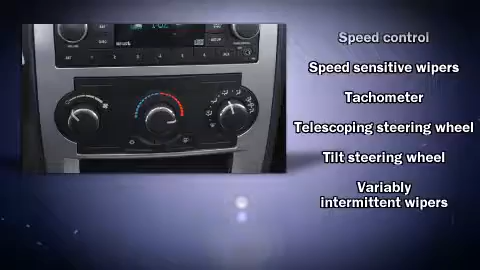 Speed control
Speed sensitive wipers
Tachometer
Telescoping steering wheel
Tilt steering wheel
Variably
intermittent wipers